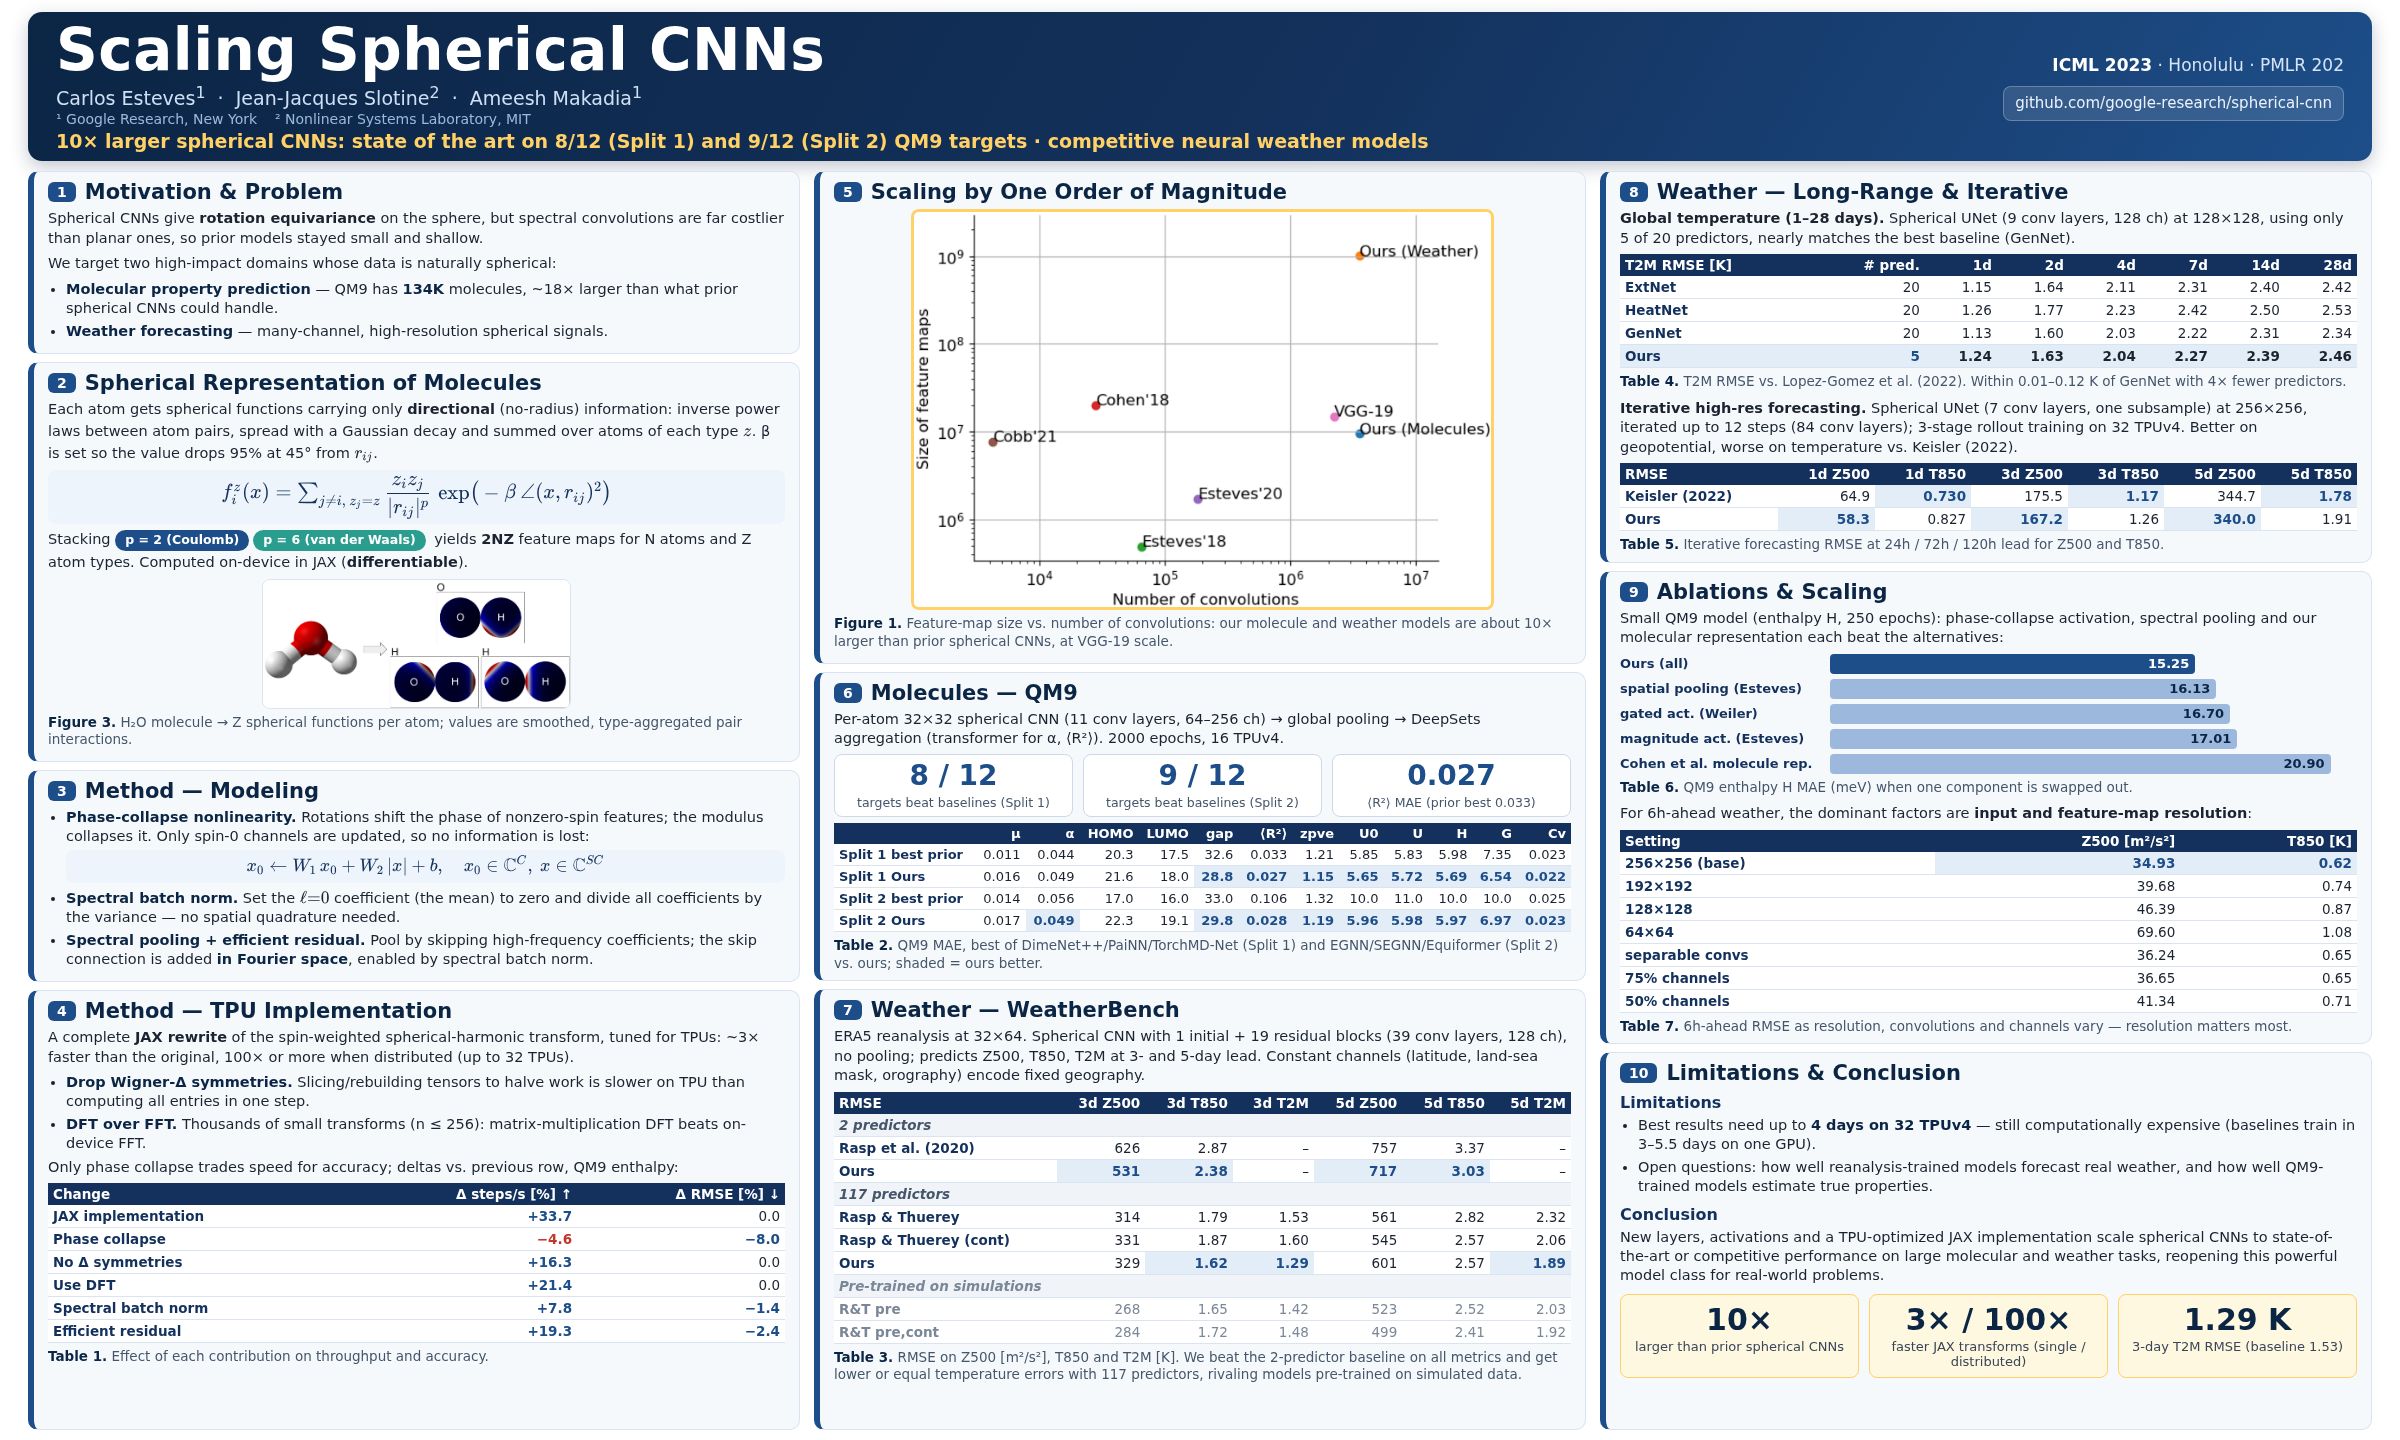 Scaling Spherical CNNs
Carlos Esteves¹ · Jean-Jacques Slotine² · Ameesh Makadia¹
¹ Google Research, New York ² Nonlinear Systems Laboratory, MIT
10× larger spherical CNNs: state of the art on 8/12 (Split 1) and 9/12 (Split 2) QM9 targets · competitive neural weather models
ICML 2023 · Honolulu · PMLR 202
github.com/google-research/spherical-cnn
1 Motivation & Problem
Spherical CNNs give rotation equivariance on the sphere, but spectral convolutions are far costlier
than planar ones, so prior models stayed small and shallow.
We target two high-impact domains whose data is naturally spherical:
• Molecular property prediction — QM9 has 134K molecules, ~18× larger than what prior
spherical CNNs could handle.
• Weather forecasting — many-channel, high-resolution spherical signals.
2 Spherical Representation of Molecules
Each atom gets spherical functions carrying only directional (no-radius) information: inverse power
laws between atom pairs, spread with a Gaussian decay and summed over atoms of each type z. β
is set so the value drops 95% at 45° from r_ij.
f_i^z(x) = ∑_{j≠i, z_j=z} z_i z_j / |r_ij|^p exp(− β ∠(x, r_ij)²)
Stacking p = 2 (Coulomb) p = 6 (van der Waals) yields 2NZ feature maps for N atoms and Z
atom types. Computed on-device in JAX (differentiable).
O
O H
H H
O H O H
Figure 3. H₂O molecule → Z spherical functions per atom; values are smoothed, type-aggregated pair
interactions.
3 Method — Modeling
• Phase-collapse nonlinearity. Rotations shift the phase of nonzero-spin features; the modulus
collapses it. Only spin-0 channels are updated, so no information is lost:
x₀ ← W₁ x₀ + W₂ |x| + b, x₀ ∈ ℂ^C, x ∈ ℂ^SC
• Spectral batch norm. Set the ℓ=0 coefficient (the mean) to zero and divide all coefficients by
the variance — no spatial quadrature needed.
• Spectral pooling + efficient residual. Pool by skipping high-frequency coefficients; the skip
connection is added in Fourier space, enabled by spectral batch norm.
4 Method — TPU Implementation
A complete JAX rewrite of the spin-weighted spherical-harmonic transform, tuned for TPUs: ~3×
faster than the original, 100× or more when distributed (up to 32 TPUs).
• Drop Wigner-Δ symmetries. Slicing/rebuilding tensors to halve work is slower on TPU than
computing all entries in one step.
• DFT over FFT. Thousands of small transforms (n ≤ 256): matrix-multiplication DFT beats on-
device FFT.
Only phase collapse trades speed for accuracy; deltas vs. previous row, QM9 enthalpy:
Change Δ steps/s [%] ↑ Δ RMSE [%] ↓
JAX implementation +33.7 0.0
Phase collapse −4.6 −8.0
No Δ symmetries +16.3 0.0
Use DFT +21.4 0.0
Spectral batch norm +7.8 −1.4
Efficient residual +19.3 −2.4
Table 1. Effect of each contribution on throughput and accuracy.
5 Scaling by One Order of Magnitude
Size of feature maps
10⁹
10⁸
10⁷
10⁶
Ours (Weather)
Cohen'18
VGG-19
Ours (Molecules)
Cobb'21
Esteves'20
Esteves'18
10⁴ 10⁵ 10⁶ 10⁷
Number of convolutions
Figure 1. Feature-map size vs. number of convolutions: our molecule and weather models are about 10×
larger than prior spherical CNNs, at VGG-19 scale.
6 Molecules — QM9
Per-atom 32×32 spherical CNN (11 conv layers, 64–256 ch) → global pooling → DeepSets
aggregation (transformer for α, ⟨R²⟩). 2000 epochs, 16 TPUv4.
8 / 12 9 / 12 0.027
targets beat baselines (Split 1) targets beat baselines (Split 2) ⟨R²⟩ MAE (prior best 0.033)
μ α HOMO LUMO gap ⟨R²⟩ zpve U0 U H G Cv
Split 1 best prior 0.011 0.044 20.3 17.5 32.6 0.033 1.21 5.85 5.83 5.98 7.35 0.023
Split 1 Ours 0.016 0.049 21.6 18.0 28.8 0.027 1.15 5.65 5.72 5.69 6.54 0.022
Split 2 best prior 0.014 0.056 17.0 16.0 33.0 0.106 1.32 10.0 11.0 10.0 10.0 0.025
Split 2 Ours 0.017 0.049 22.3 19.1 29.8 0.028 1.19 5.96 5.98 5.97 6.97 0.023
Table 2. QM9 MAE, best of DimeNet++/PaiNN/TorchMD-Net (Split 1) and EGNN/SEGNN/Equiformer (Split 2)
vs. ours; shaded = ours better.
7 Weather — WeatherBench
ERA5 reanalysis at 32×64. Spherical CNN with 1 initial + 19 residual blocks (39 conv layers, 128 ch),
no pooling; predicts Z500, T850, T2M at 3- and 5-day lead. Constant channels (latitude, land-sea
mask, orography) encode fixed geography.
RMSE 3d Z500 3d T850 3d T2M 5d Z500 5d T850 5d T2M
2 predictors
Rasp et al. (2020) 626 2.87 – 757 3.37 –
Ours 531 2.38 – 717 3.03 –
117 predictors
Rasp & Thuerey 314 1.79 1.53 561 2.82 2.32
Rasp & Thuerey (cont) 331 1.87 1.60 545 2.57 2.06
Ours 329 1.62 1.29 601 2.57 1.89
Pre-trained on simulations
R&T pre 268 1.65 1.42 523 2.52 2.03
R&T pre,cont 284 1.72 1.48 499 2.41 1.92
Table 3. RMSE on Z500 [m²/s²], T850 and T2M [K]. We beat the 2-predictor baseline on all metrics and get
lower or equal temperature errors with 117 predictors, rivaling models pre-trained on simulated data.
8 Weather — Long-Range & Iterative
Global temperature (1–28 days). Spherical UNet (9 conv layers, 128 ch) at 128×128, using only
5 of 20 predictors, nearly matches the best baseline (GenNet).
T2M RMSE [K] # pred. 1d 2d 4d 7d 14d 28d
ExtNet 20 1.15 1.64 2.11 2.31 2.40 2.42
HeatNet 20 1.26 1.77 2.23 2.42 2.50 2.53
GenNet 20 1.13 1.60 2.03 2.22 2.31 2.34
Ours 5 1.24 1.63 2.04 2.27 2.39 2.46
Table 4. T2M RMSE vs. Lopez-Gomez et al. (2022). Within 0.01–0.12 K of GenNet with 4× fewer predictors.
Iterative high-res forecasting. Spherical UNet (7 conv layers, one subsample) at 256×256,
iterated up to 12 steps (84 conv layers); 3-stage rollout training on 32 TPUv4. Better on
geopotential, worse on temperature vs. Keisler (2022).
RMSE 1d Z500 1d T850 3d Z500 3d T850 5d Z500 5d T850
Keisler (2022) 64.9 0.730 175.5 1.17 344.7 1.78
Ours 58.3 0.827 167.2 1.26 340.0 1.91
Table 5. Iterative forecasting RMSE at 24h / 72h / 120h lead for Z500 and T850.
9 Ablations & Scaling
Small QM9 model (enthalpy H, 250 epochs): phase-collapse activation, spectral pooling and our
molecular representation each beat the alternatives:
Ours (all) 15.25
spatial pooling (Esteves) 16.13
gated act. (Weiler) 16.70
magnitude act. (Esteves) 17.01
Cohen et al. molecule rep. 20.90
Table 6. QM9 enthalpy H MAE (meV) when one component is swapped out.
For 6h-ahead weather, the dominant factors are input and feature-map resolution:
Setting Z500 [m²/s²] T850 [K]
256×256 (base) 34.93 0.62
192×192 39.68 0.74
128×128 46.39 0.87
64×64 69.60 1.08
separable convs 36.24 0.65
75% channels 36.65 0.65
50% channels 41.34 0.71
Table 7. 6h-ahead RMSE as resolution, convolutions and channels vary — resolution matters most.
10 Limitations & Conclusion
Limitations
• Best results need up to 4 days on 32 TPUv4 — still computationally expensive (baselines train in
3–5.5 days on one GPU).
• Open questions: how well reanalysis-trained models forecast real weather, and how well QM9-
trained models estimate true properties.
Conclusion
New layers, activations and a TPU-optimized JAX implementation scale spherical CNNs to state-of-
the-art or competitive performance on large molecular and weather tasks, reopening this powerful
model class for real-world problems.
10× 3× / 100× 1.29 K
larger than prior spherical CNNs faster JAX transforms (single / 3-day T2M RMSE (baseline 1.53)
distributed)